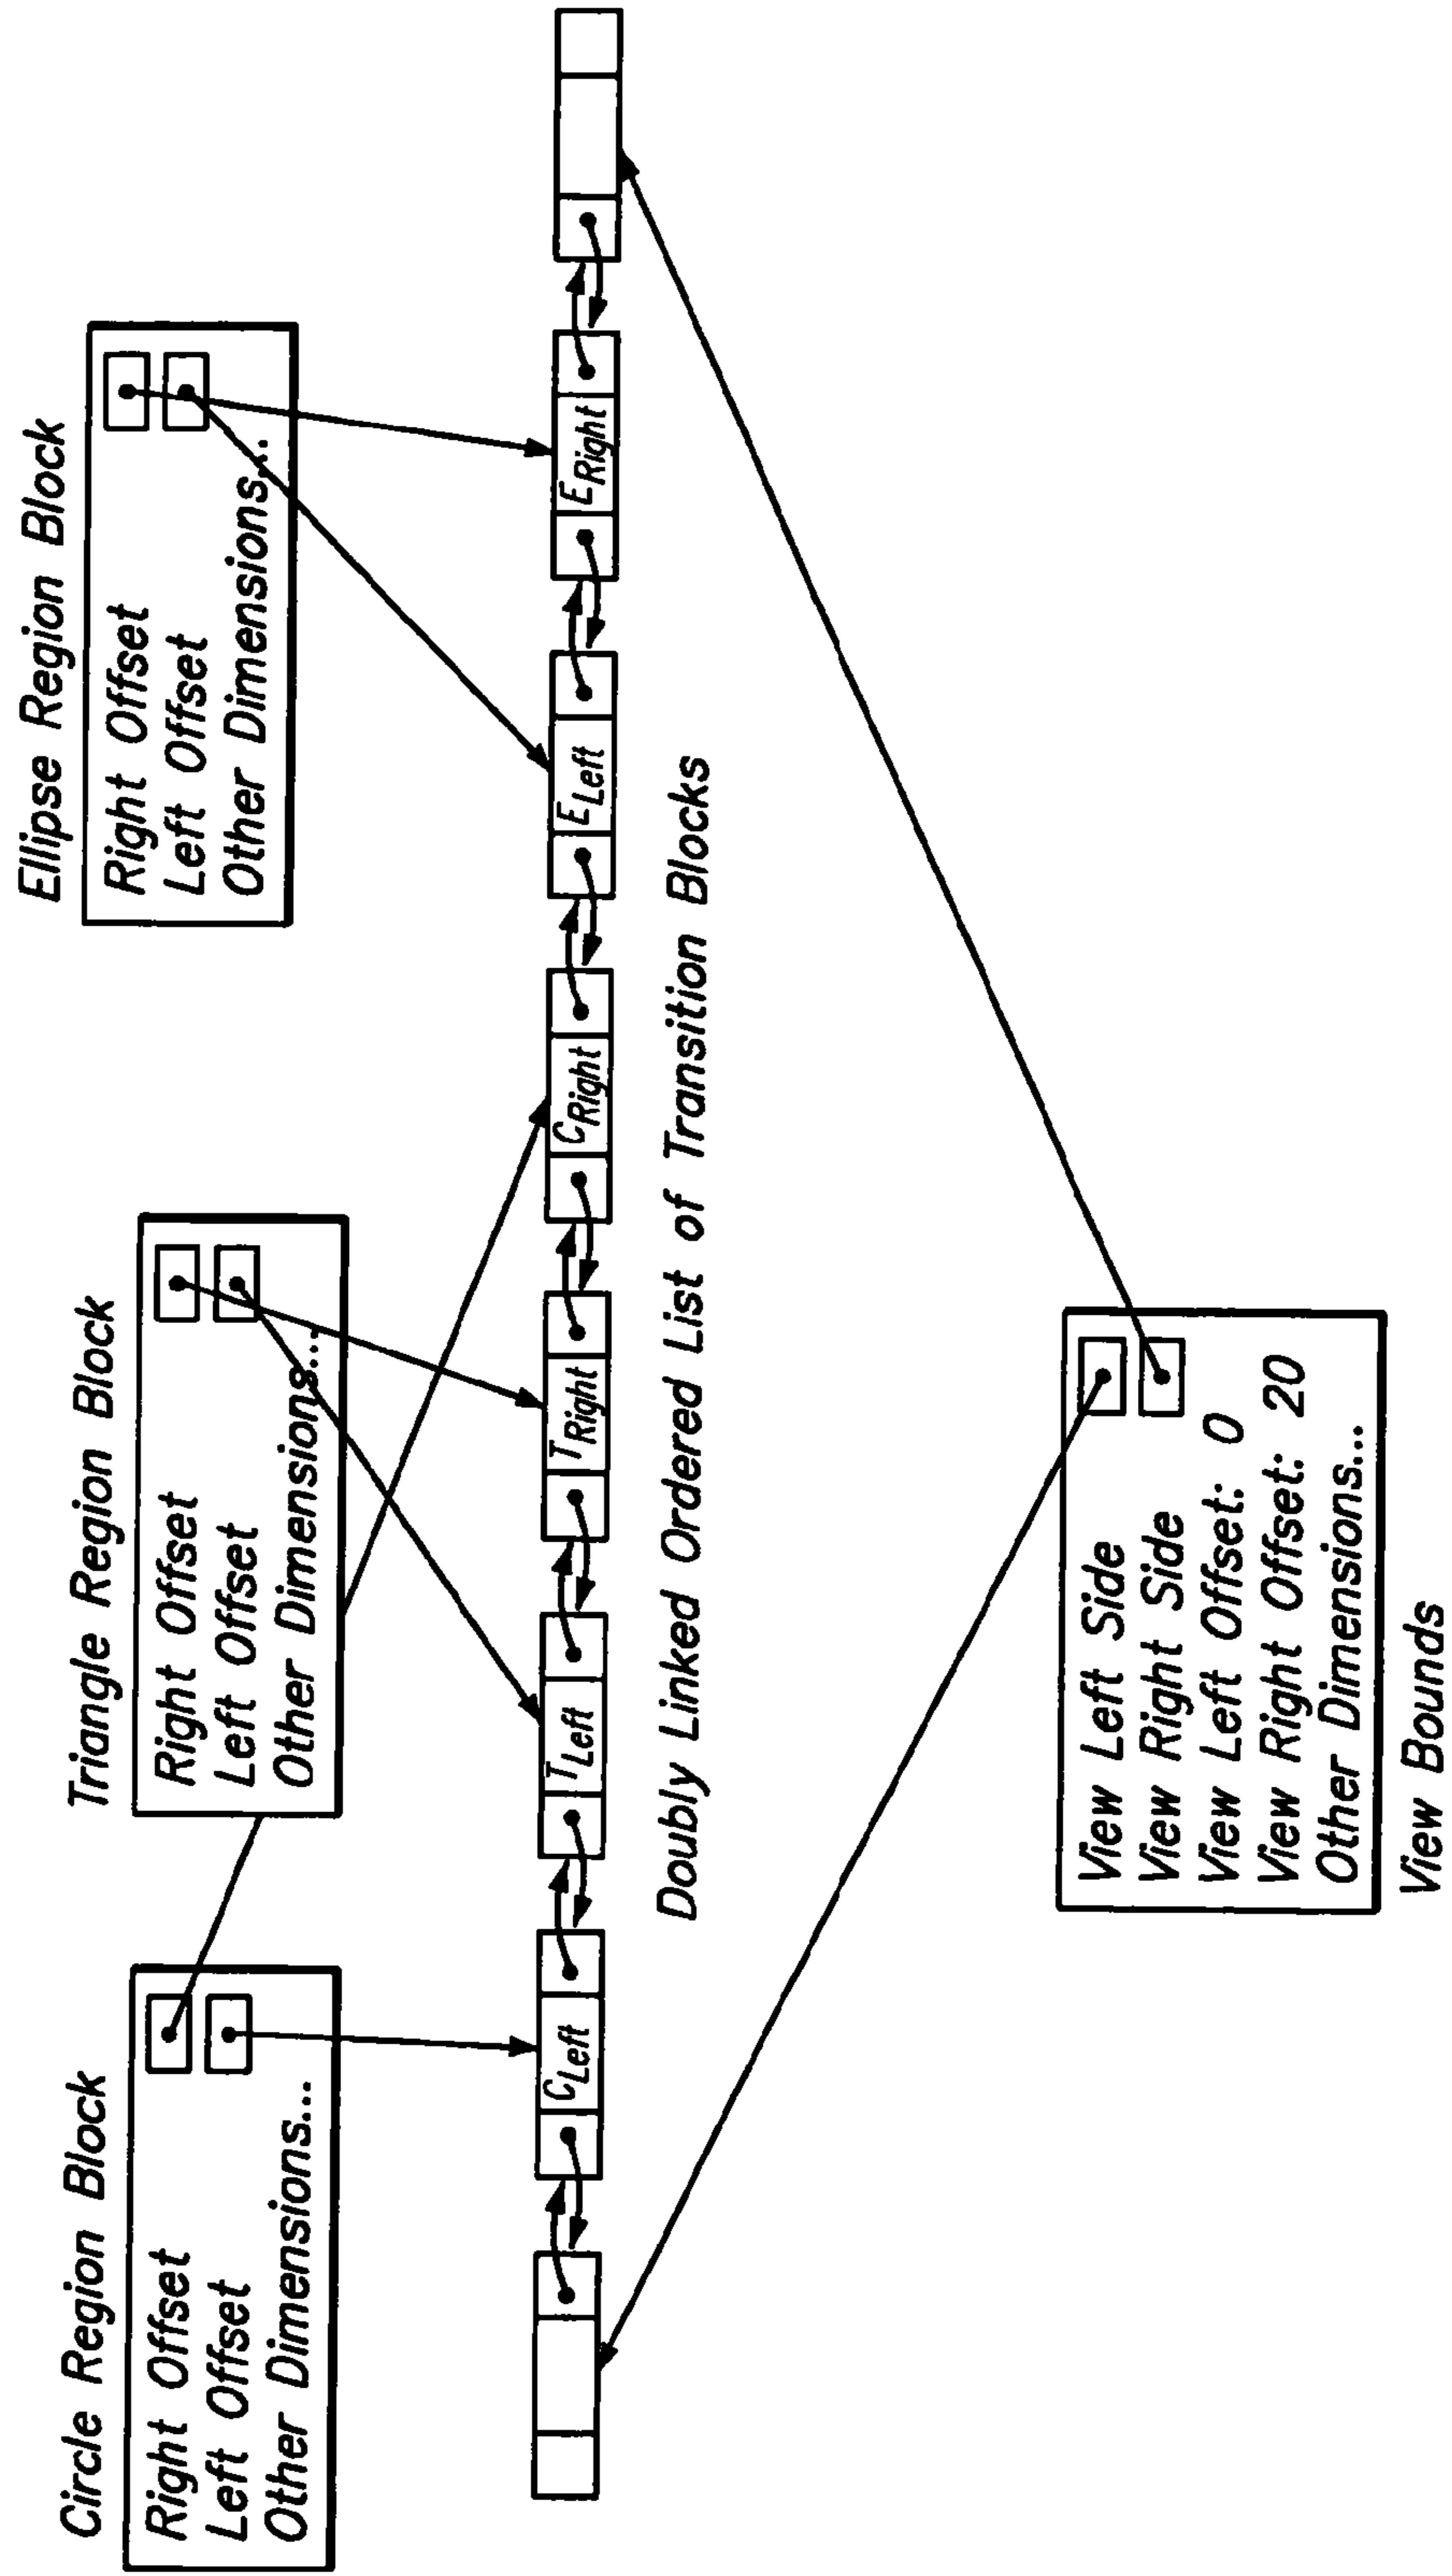 Circle Region Block
Right Offset
Left Offset
Other Dimensions...
Triangle Region Block
Right Offset
Left Offset
Other Dimensions...
Ellipse Region Block
Right Offset
Left Offset
Other Dimensions...
CLeft
TLeft
TRight
CRight
ELeft
ERight
Doubly Linked Ordered List of Transition Blocks
View Left Side
View Right Side
View Left Offset: 0
View Right Offset: 20
Other Dimensions...
View Bounds